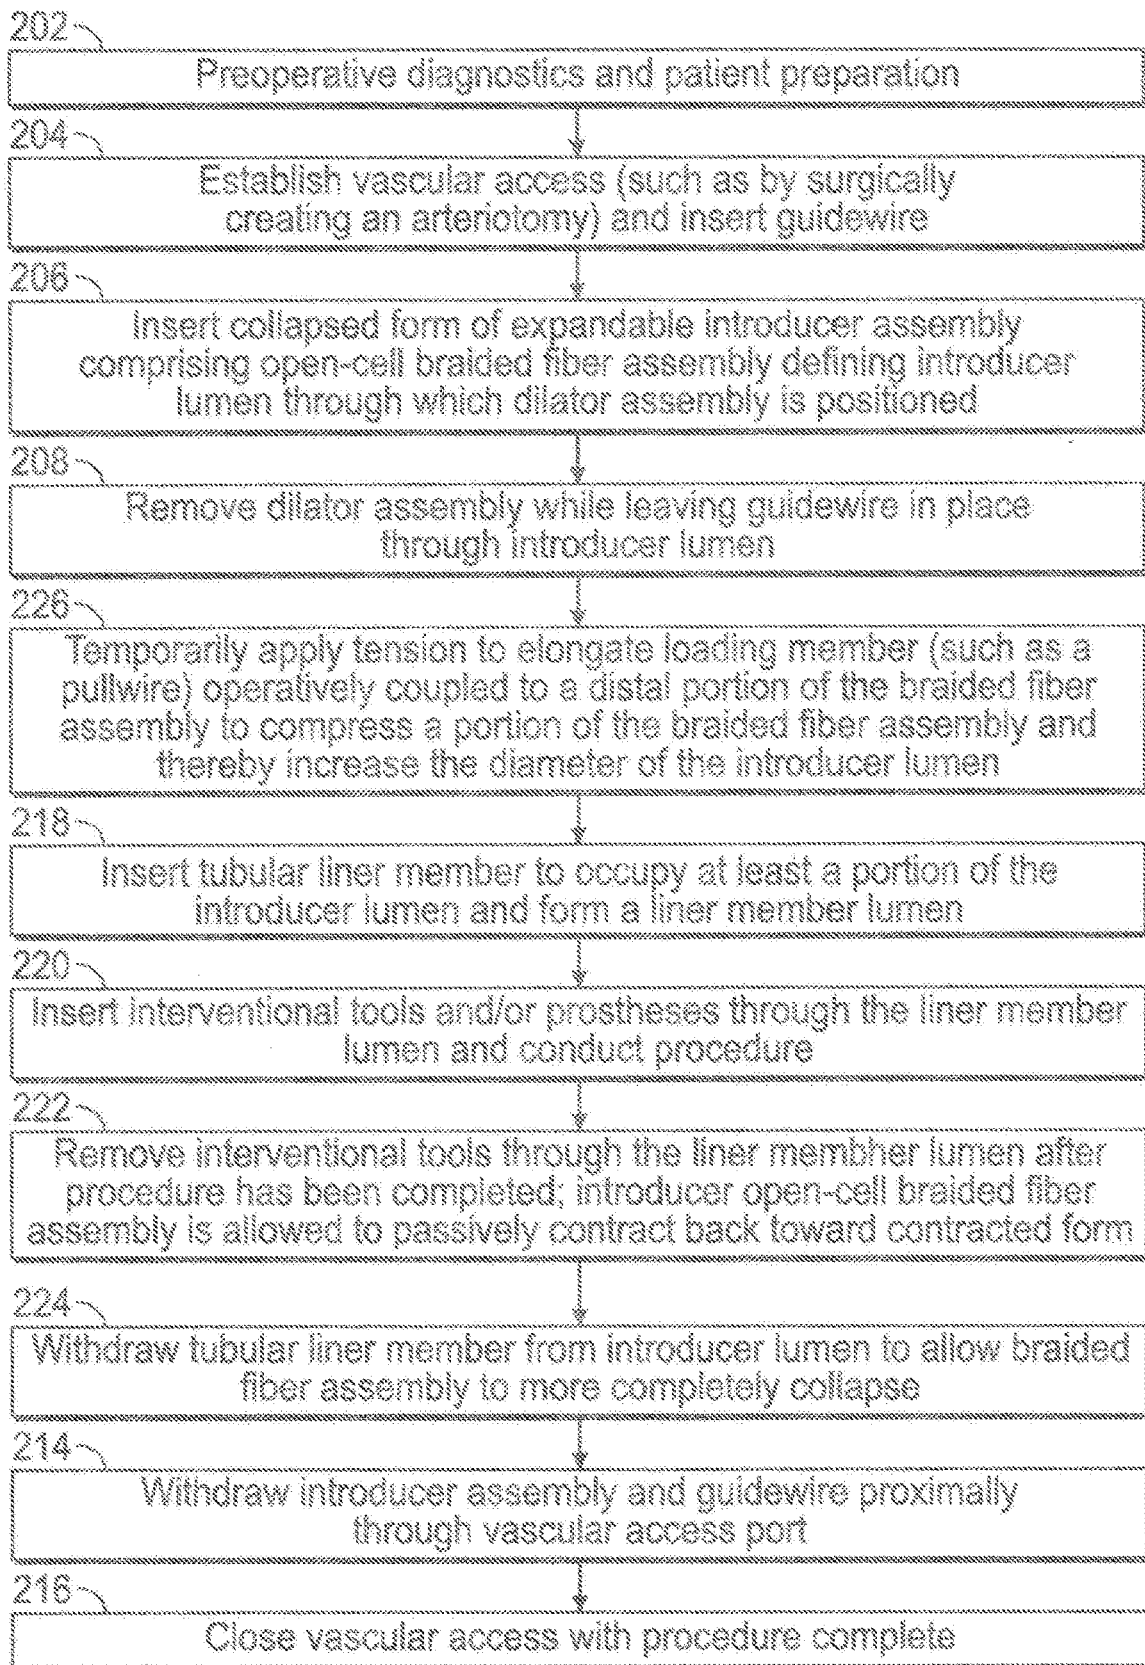 202
Preoperative diagnostics and patient preparation
204
Establish vascular access (such as by surgically
creating an arteriotomy) and insert guidewire
206
Insert collapsed form of expandable introducer assembly
comprising open-cell braided fiber assembly defining introducer
lumen through which dilator assembly is positioned
208
Remove dilator assembly while leaving guidewire in place
through introducer lumen
226
Temporarily apply tension to elongate loading member (such as a
pullwire) operatively coupled to a distal portion of the braided fiber
assembly to compress a portion of the braided fiber assembly and
thereby increase the diameter of the introducer lumen
218
Insert tubular liner member to occupy at least a portion of the
introducer lumen and form a liner member lumen
220
Insert interventional tools and/or prostheses through the liner member
lumen and conduct procedure
222
Remove interventional tools through the liner membher lumen after
procedure has been completed; introducer open-cell braided fiber
assembly is allowed to passively contract back toward contracted form
224
Withdraw tubular liner member from introducer lumen to allow braided
fiber assembly to more completely collapse
214
Withdraw introducer assembly and guidewire proximally
through vascular access port
216
Close vascular access with procedure complete